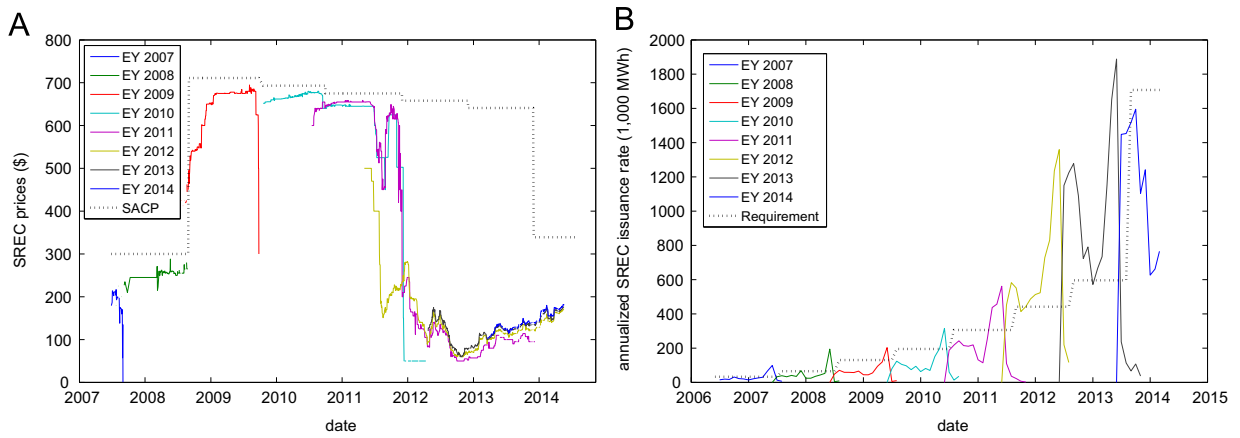 A
SREC prices ($)
800
700
600
500
400
300
200
100
0
EY 2007
EY 2008
EY 2009
EY 2010
EY 2011
EY 2012
EY 2013
EY 2014
SACP
2007 2008 2009 2010 2011 2012 2013 2014
date
B
annualized SREC issuance rate (1,000 MWh)
2000
1800
1600
1400
1200
1000
800
600
400
200
0
EY 2007
EY 2008
EY 2009
EY 2010
EY 2011
EY 2012
EY 2013
EY 2014
Requirement
2006 2007 2008 2009 2010 2011 2012 2013 2014 2015
date